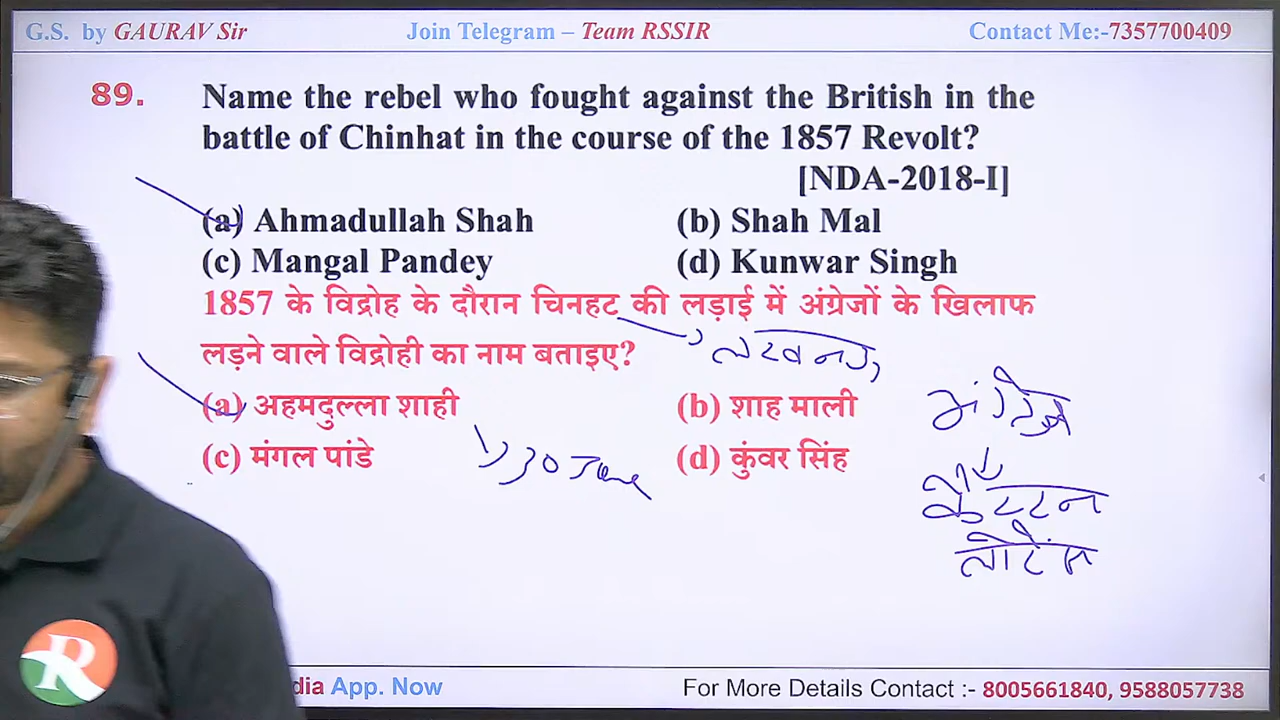 G.S. by GAURAV Sir
Join Telegram – Team RSSIR
Contact Me:-7357700409
89. Name the rebel who fought against the British in the
battle of Chinhat in the course of the 1857 Revolt?
[NDA-2018-I]
(a) Ahmadullah Shah (b) Shah Mal
(c) Mangal Pandey (d) Kunwar Singh
1857 के विद्रोह के दौरान चिनहट की लड़ाई में अंग्रेजों के खिलाफ
लड़ने वाले विद्रोही का नाम बताइए?
लखनऊ
(a) अहमदुल्ला शाही (b) शाह माली
अंग्रेज
(c) मंगल पांडे (d) कुंवर सिंह
30 June
कैप्टन
लॉरेंस
R
dia App. Now
For More Details Contact :- 8005661840, 9588057738